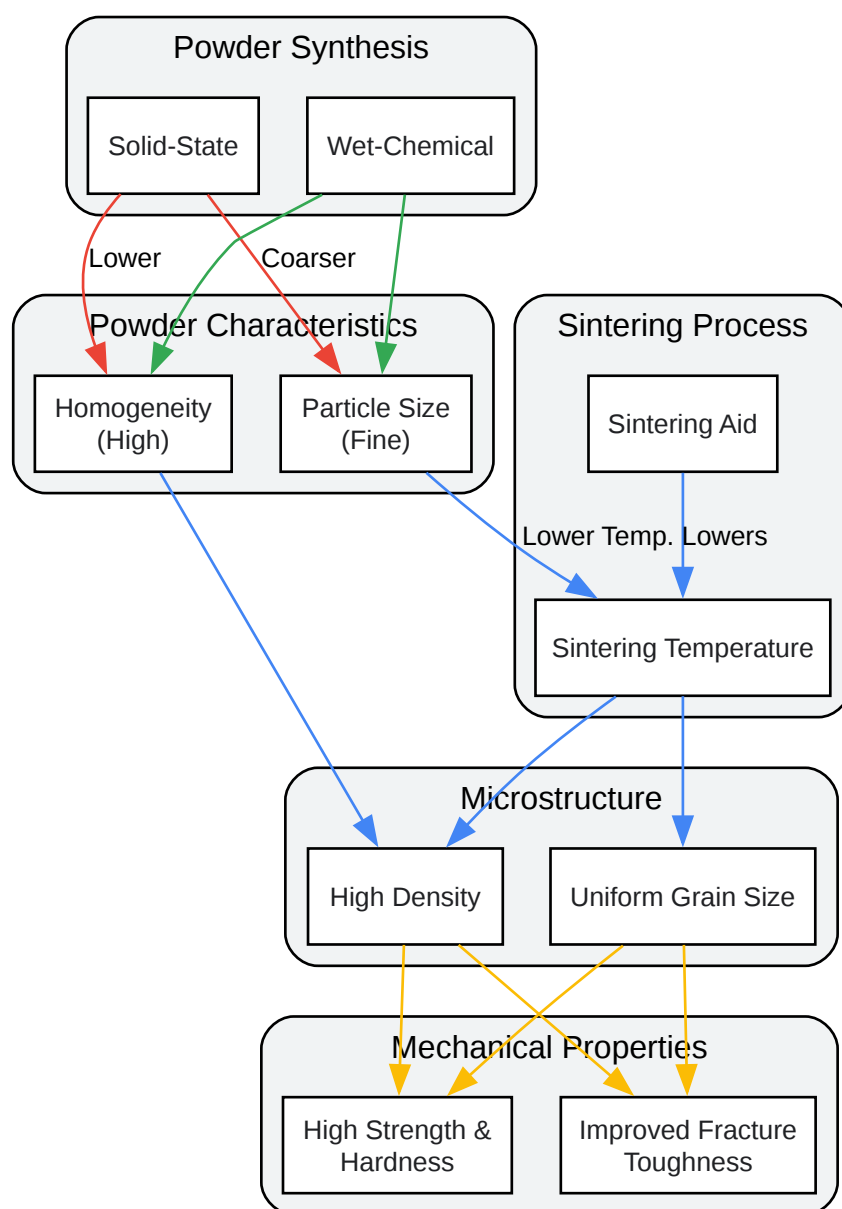 Powder Synthesis
Solid-State
Wet-Chemical
Lower
Coarser
Powder Characteristics
Sintering Process
Homogeneity
(High)
Particle Size
(Fine)
Sintering Aid
Lower Temp.
Lowers
Sintering Temperature
Microstructure
High Density
Uniform Grain Size
Mechanical Properties
High Strength &
Hardness
Improved Fracture
Toughness